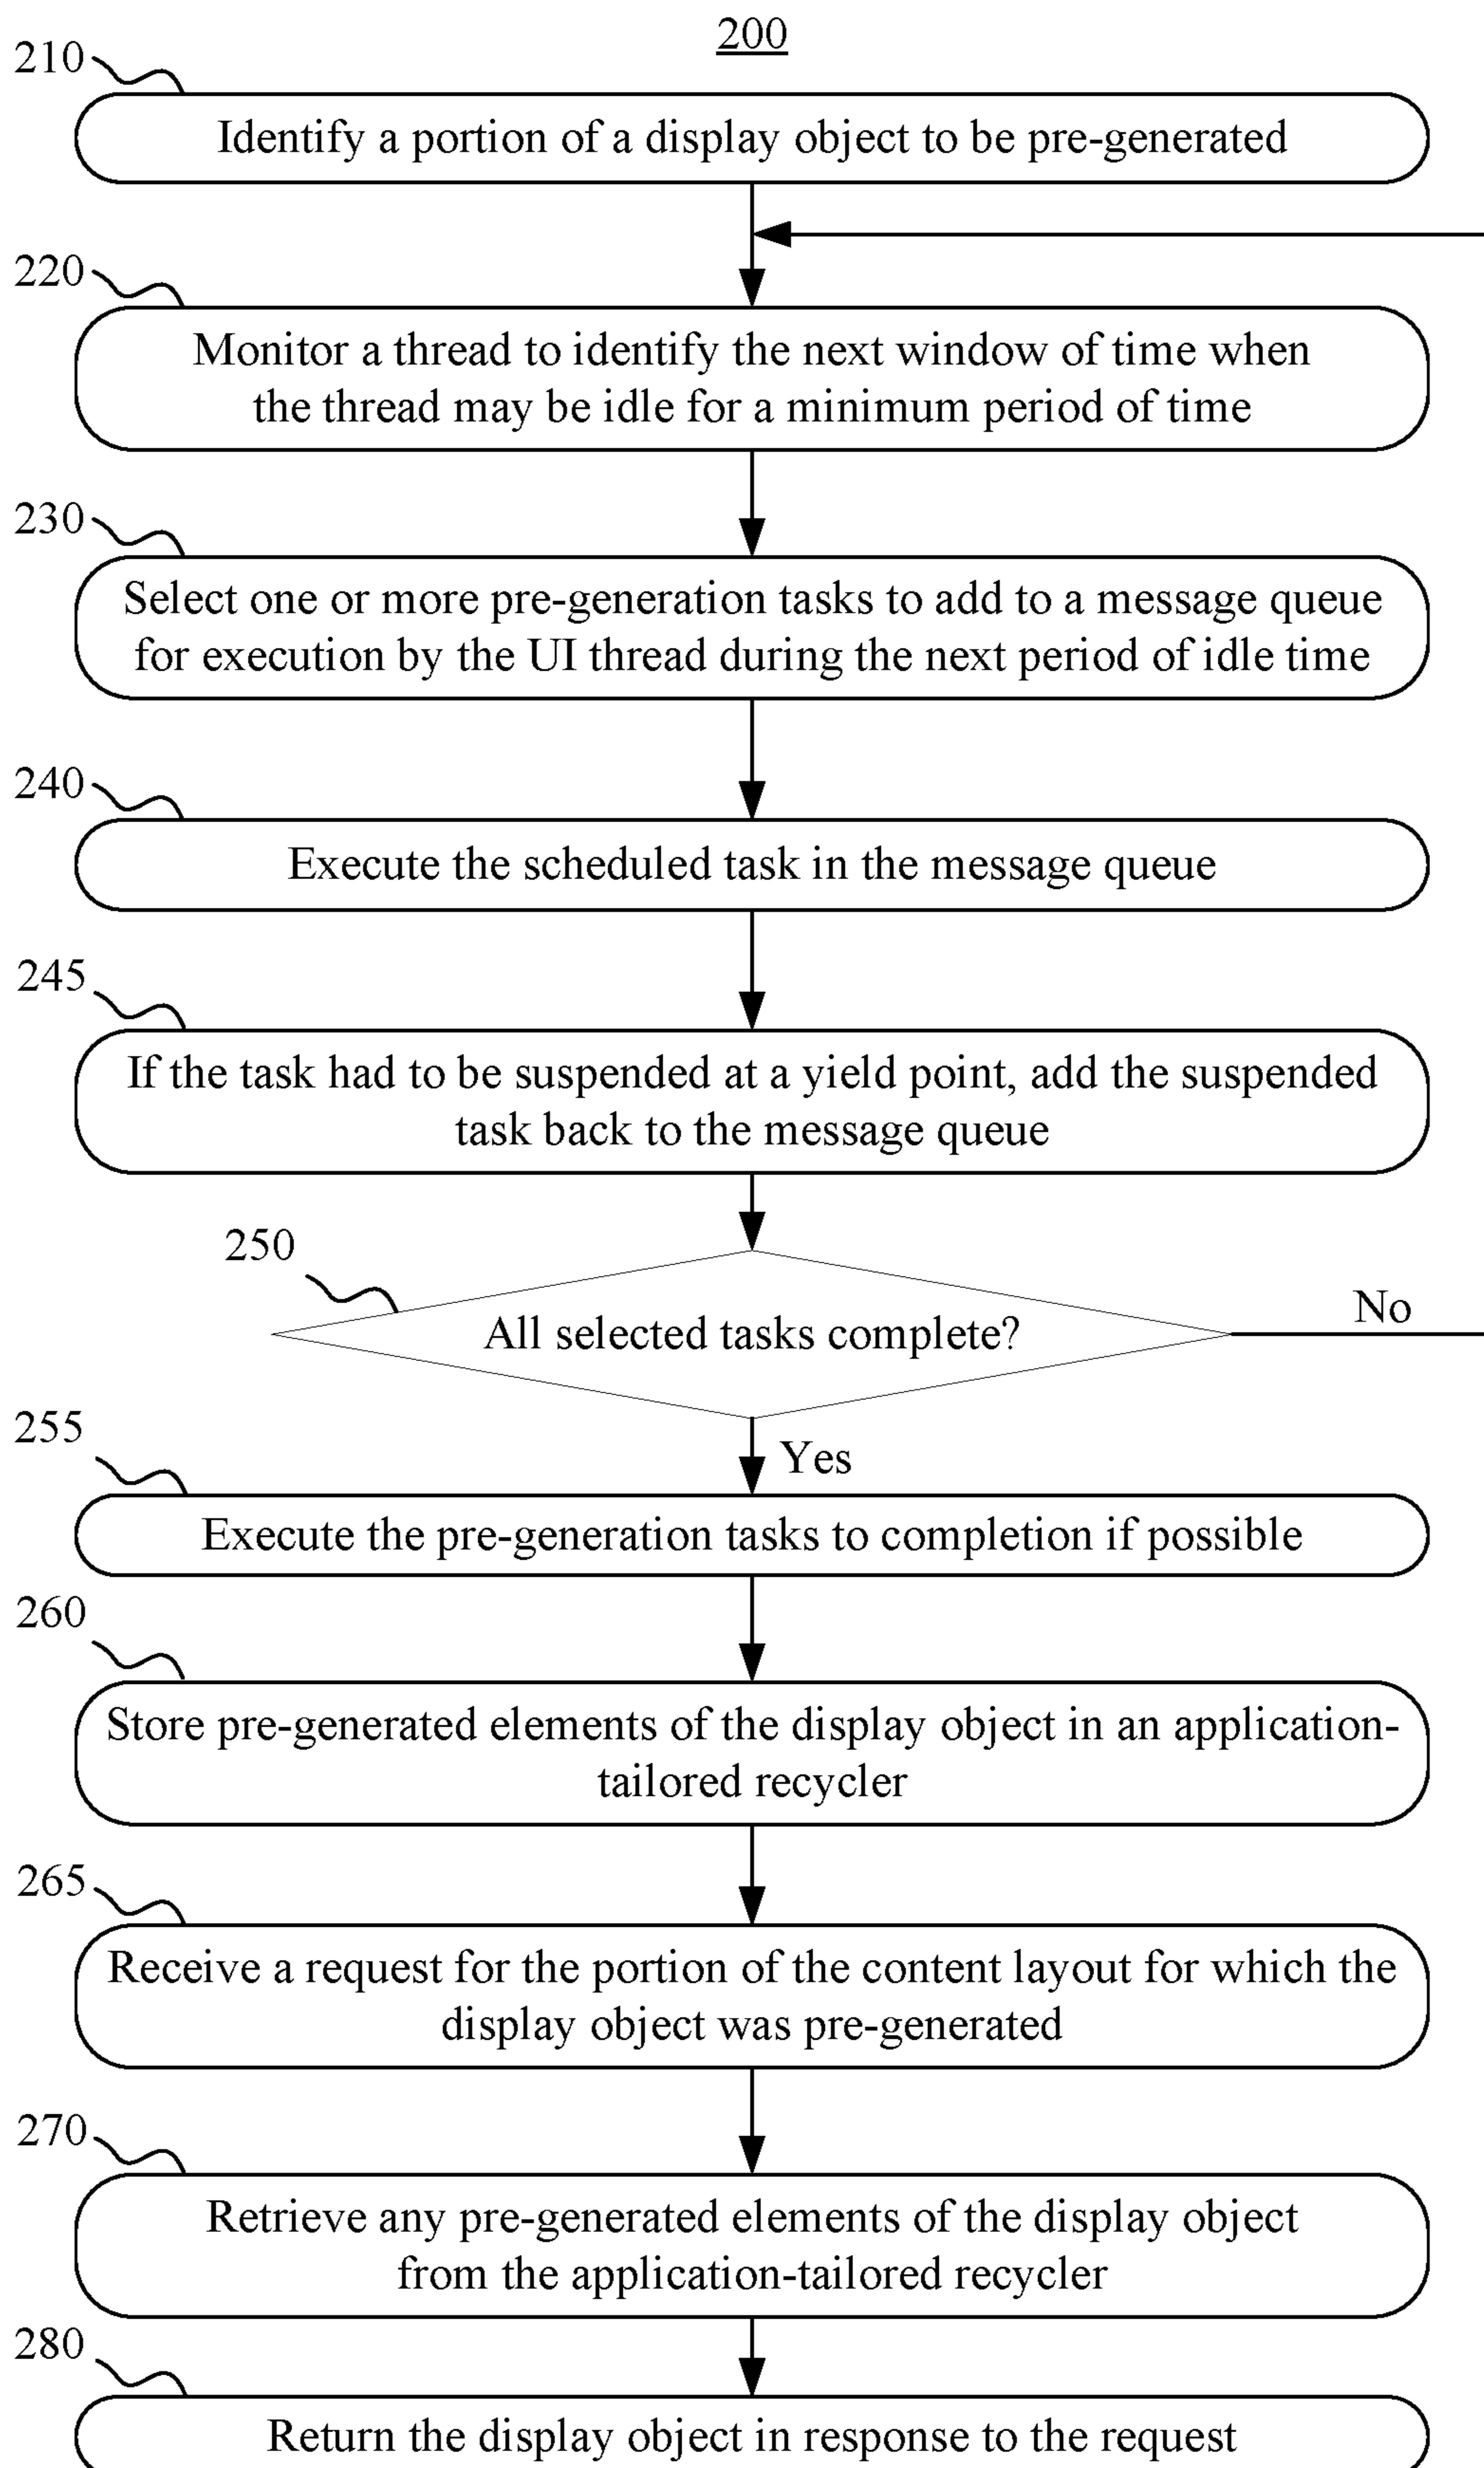 200
210
Identify a portion of a display object to be pre-generated
220
Monitor a thread to identify the next window of time when
the thread may be idle for a minimum period of time
230
Select one or more pre-generation tasks to add to a message queue
for execution by the UI thread during the next period of idle time
240
Execute the scheduled task in the message queue
245
If the task had to be suspended at a yield point, add the suspended
task back to the message queue
250
All selected tasks complete?
No
Yes
255
Execute the pre-generation tasks to completion if possible
260
Store pre-generated elements of the display object in an application-
tailored recycler
265
Receive a request for the portion of the content layout for which the
display object was pre-generated
270
Retrieve any pre-generated elements of the display object
from the application-tailored recycler
280
Return the display object in response to the request